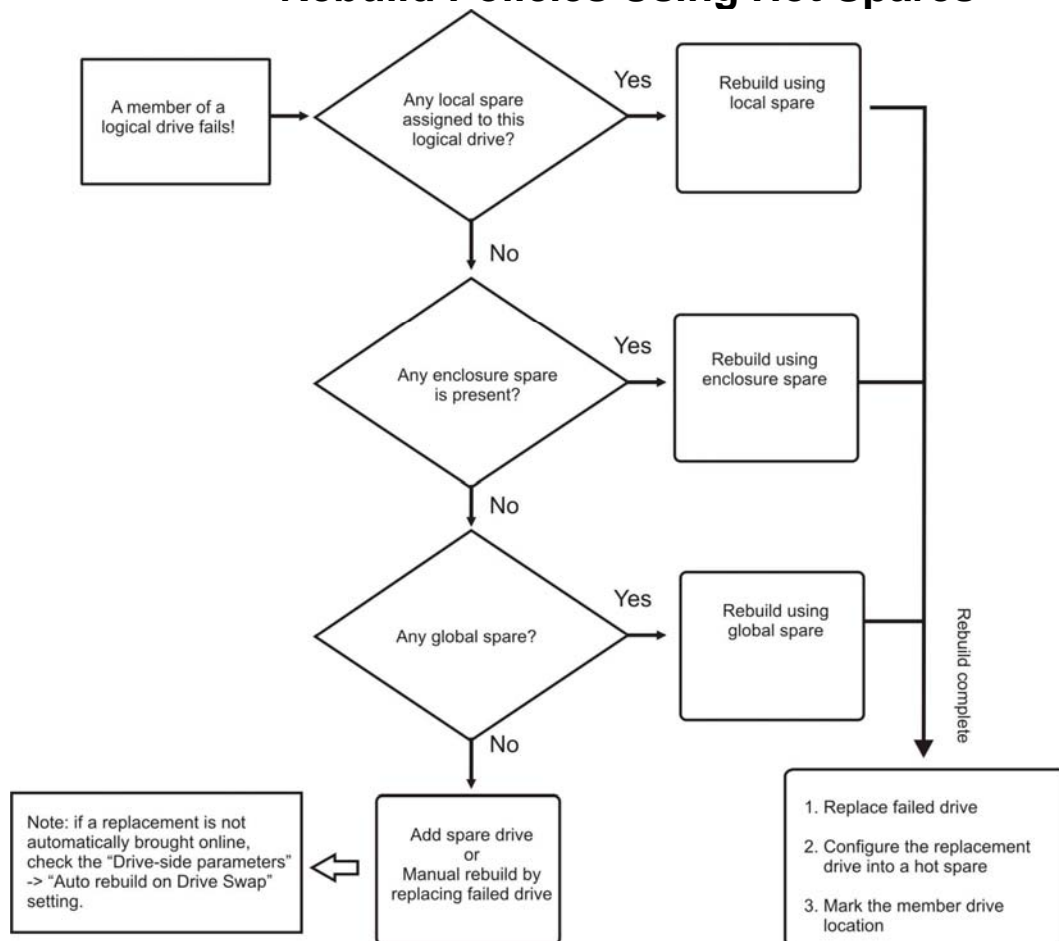 Rebuild Policies Using Hot Spares
A member of a
logical drive fails!
Any local spare
assigned to this
logical drive?
Yes
Rebuild using
local spare
No
Any enclosure spare
is present?
Yes
Rebuild using
enclosure spare
No
Any global spare?
Yes
Rebuild using
global spare
Rebuild complete
No
Note: if a replacement is not
automatically brought online,
check the “Drive-side parameters”
-> “Auto rebuild on Drive Swap”
setting.
Add spare drive
or
Manual rebuild by
replacing failed drive
1. Replace failed drive
2. Configure the replacement
drive into a hot spare
3. Mark the member drive
location